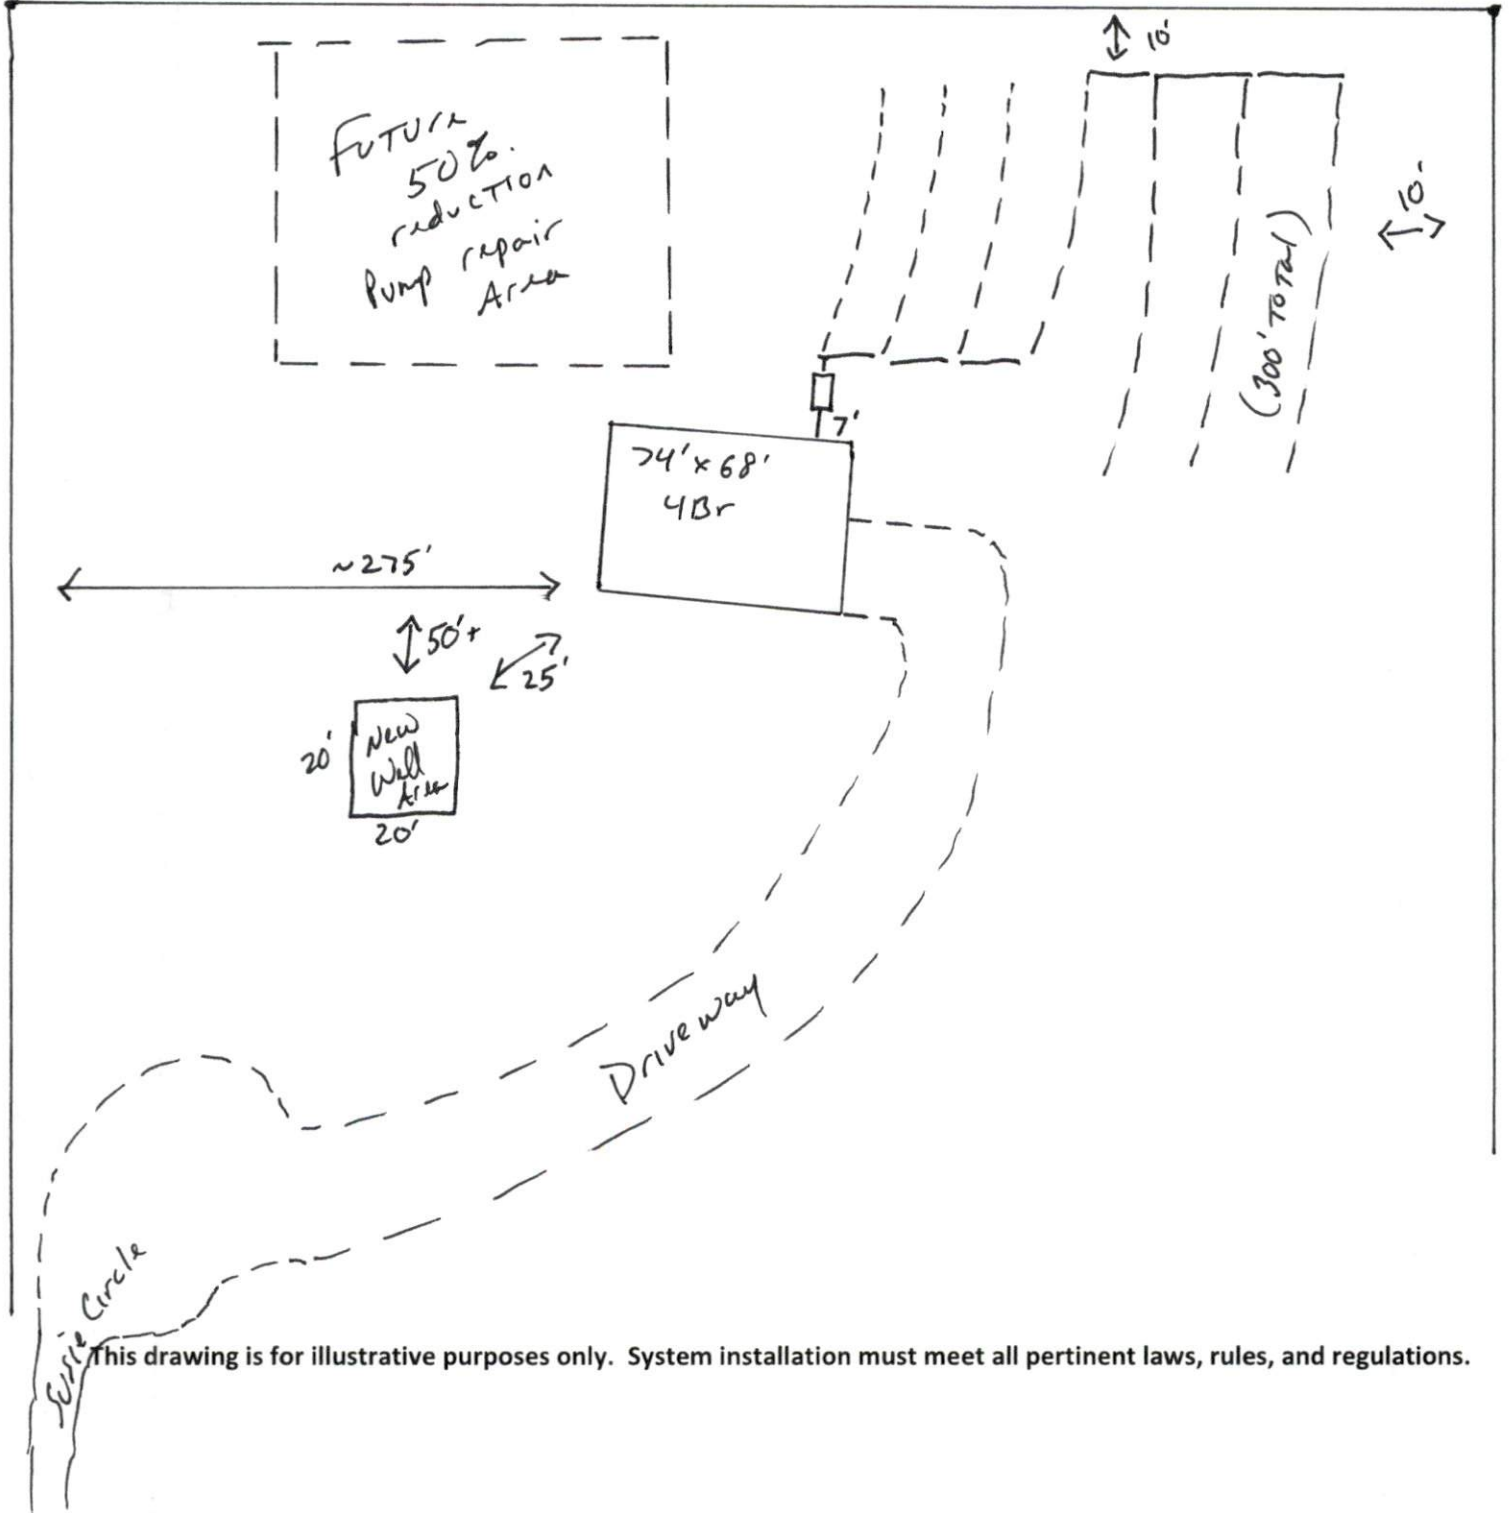 10'
Future
50%.
reduction
Pump repair
Area
10'
(300' TOTAL)
7'
74' x 68'
4Br
~275'
50'+
25'
20'
New
Well
Area
20'
Driveway
Susie Circle
This drawing is for illustrative purposes only. System installation must meet all pertinent laws, rules, and regulations.